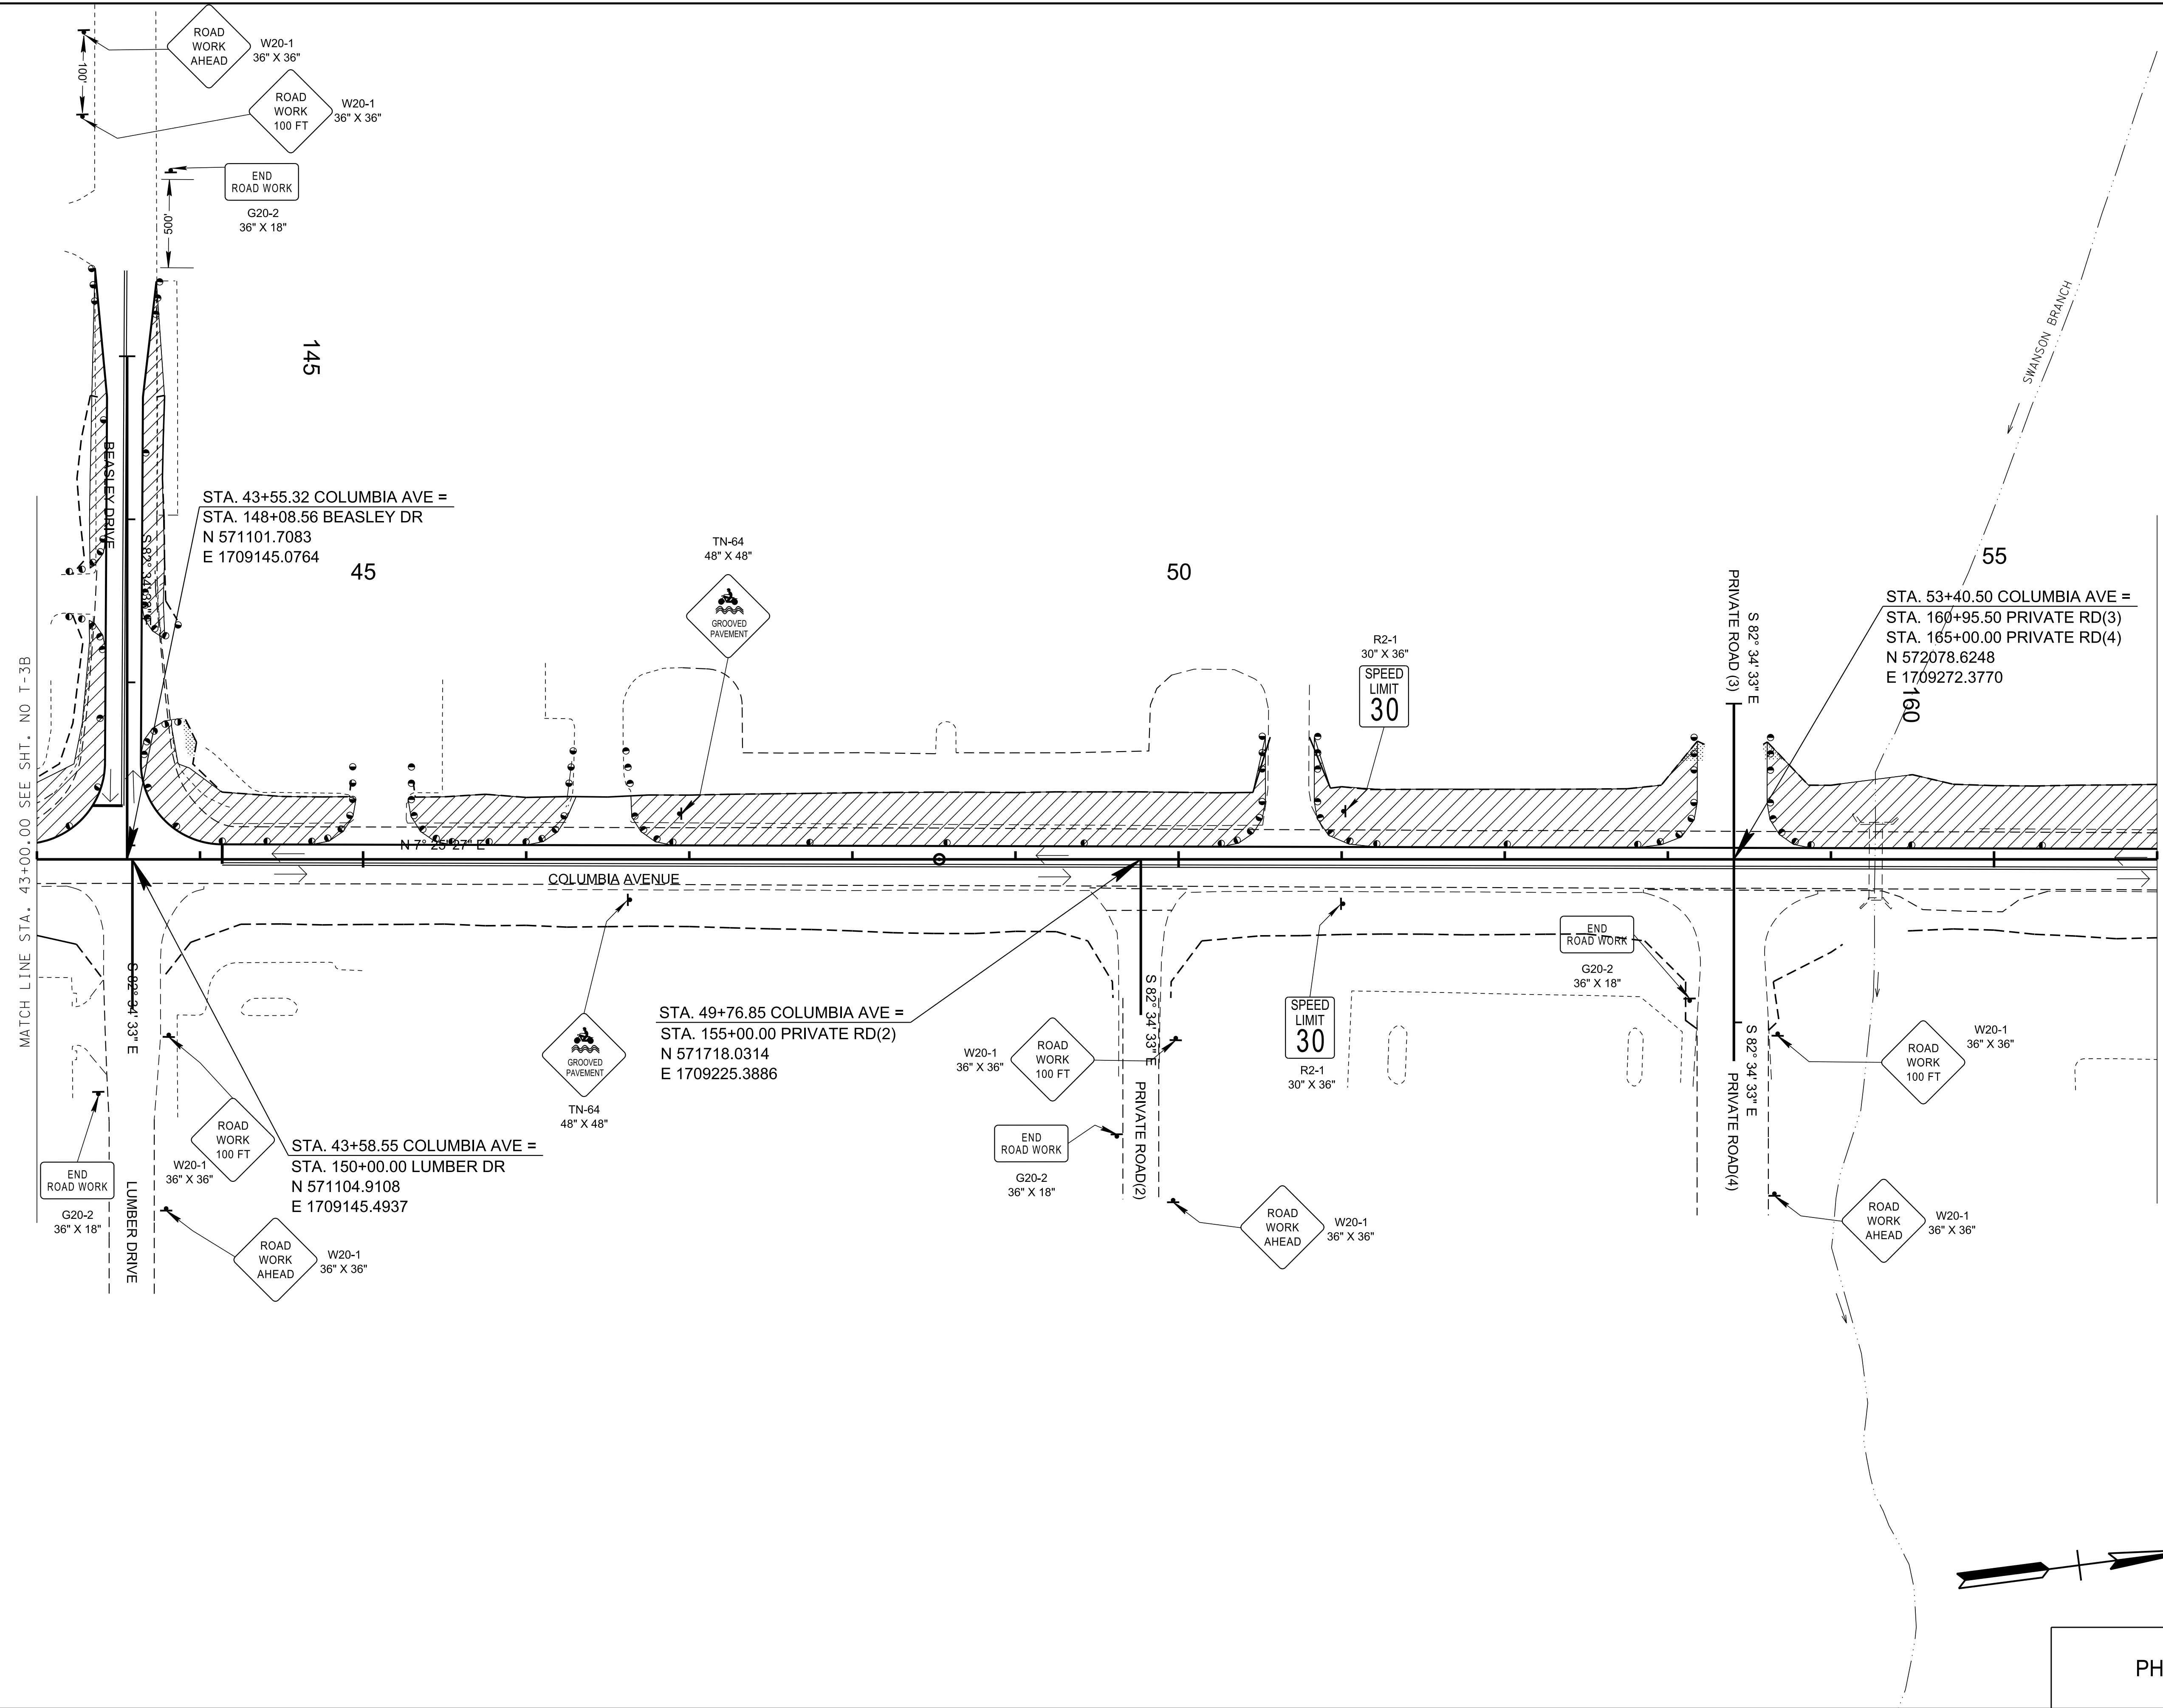 ROAD
WORK
AHEAD
W20-1
36" X 36"
100'
ROAD
WORK
100 FT
W20-1
36" X 36"
END
ROAD WORK
G20-2
36" X 18"
500'
145
BEASLEY DRIVE
S 82° 34' 33" E
STA. 43+55.32 COLUMBIA AVE =
STA. 148+08.56 BEASLEY DR
N 571101.7083
E 1709145.0764
45
TN-64
48" X 48"
GROOVED
PAVEMENT
50
R2-1
30" X 36"
SPEED
LIMIT
30
PRIVATE ROAD (3)
S 82° 34' 33" E
55
SWANSON BRANCH
STA. 53+40.50 COLUMBIA AVE =
STA. 160+95.50 PRIVATE RD(3)
STA. 165+00.00 PRIVATE RD(4)
N 572078.6248
E 1709272.3770
160
MATCH LINE STA. 43+00.00 SEE SHT. NO T-3B
N 7° 25' 27" E
COLUMBIA AVENUE
S 82° 34' 33" E
LUMBER DRIVE
END
ROAD WORK
G20-2
36" X 18"
ROAD
WORK
100 FT
W20-1
36" X 36"
ROAD
WORK
AHEAD
W20-1
36" X 36"
STA. 43+58.55 COLUMBIA AVE =
STA. 150+00.00 LUMBER DR
N 571104.9108
E 1709145.4937
GROOVED
PAVEMENT
TN-64
48" X 48"
STA. 49+76.85 COLUMBIA AVE =
STA. 155+00.00 PRIVATE RD(2)
N 571718.0314
E 1709225.3886
W20-1
36" X 36"
ROAD
WORK
100 FT
S 82° 34' 33" E
PRIVATE ROAD(2)
END
ROAD WORK
G20-2
36" X 18"
ROAD
WORK
AHEAD
W20-1
36" X 36"
SPEED
LIMIT
30
R2-1
30" X 36"
END
ROAD WORK
G20-2
36" X 18"
S 82° 34' 33" E
PRIVATE ROAD(4)
ROAD
WORK
100 FT
W20-1
36" X 36"
ROAD
WORK
AHEAD
W20-1
36" X 36"
PH